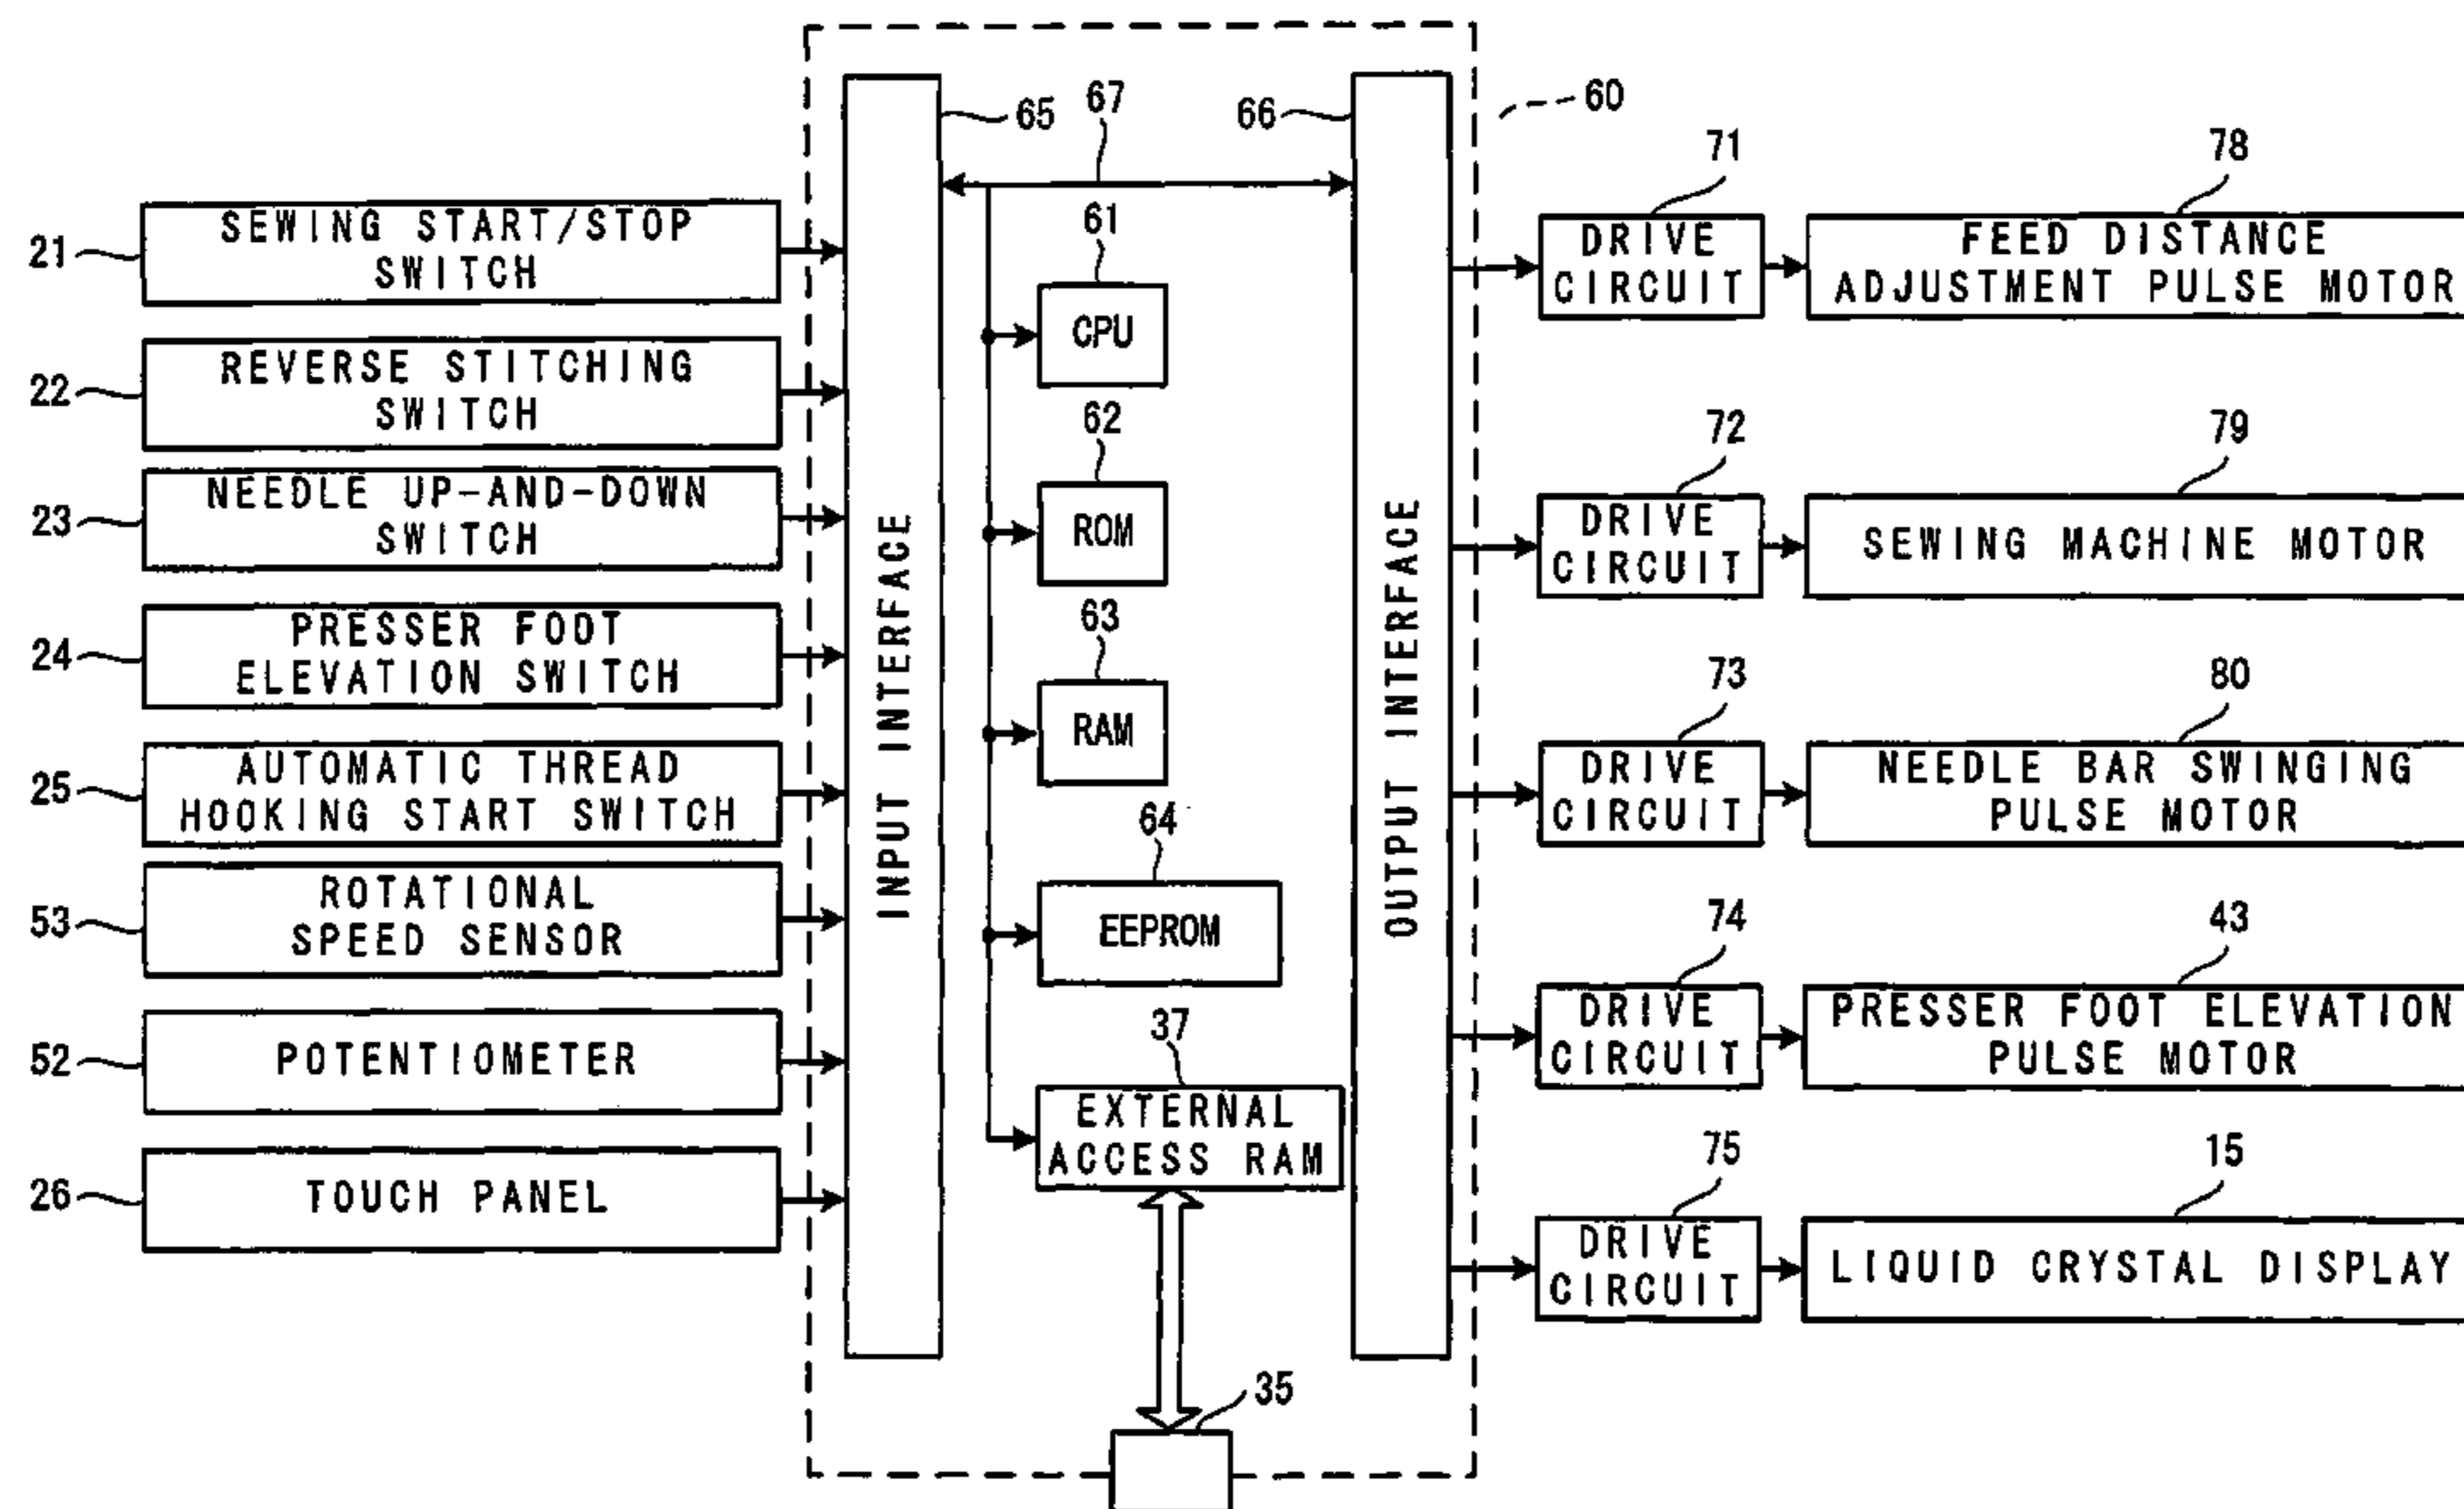 60
65
67
66
71
78
21
SEWING START/STOP
SWITCH
61
CPU
DRIVE
CIRCUIT
FEED DISTANCE
ADJUSTMENT PULSE MOTOR
22
REVERSE STITCHING
SWITCH
62
ROM
72
79
23
NEEDLE UP-AND-DOWN
SWITCH
DRIVE
CIRCUIT
SEWING MACHINE MOTOR
24
PRESSER FOOT
ELEVATION SWITCH
63
RAM
73
80
INPUT INTERFACE
OUTPUT INTERFACE
25
AUTOMATIC THREAD
HOOKING START SWITCH
DRIVE
CIRCUIT
NEEDLE BAR SWINGING
PULSE MOTOR
53
ROTATIONAL
SPEED SENSOR
64
EEPROM
74
43
52
POTENTIOMETER
DRIVE
CIRCUIT
PRESSER FOOT ELEVATION
PULSE MOTOR
37
EXTERNAL
ACCESS RAM
75
15
26
TOUCH PANEL
DRIVE
CIRCUIT
LIQUID CRYSTAL DISPLAY
35